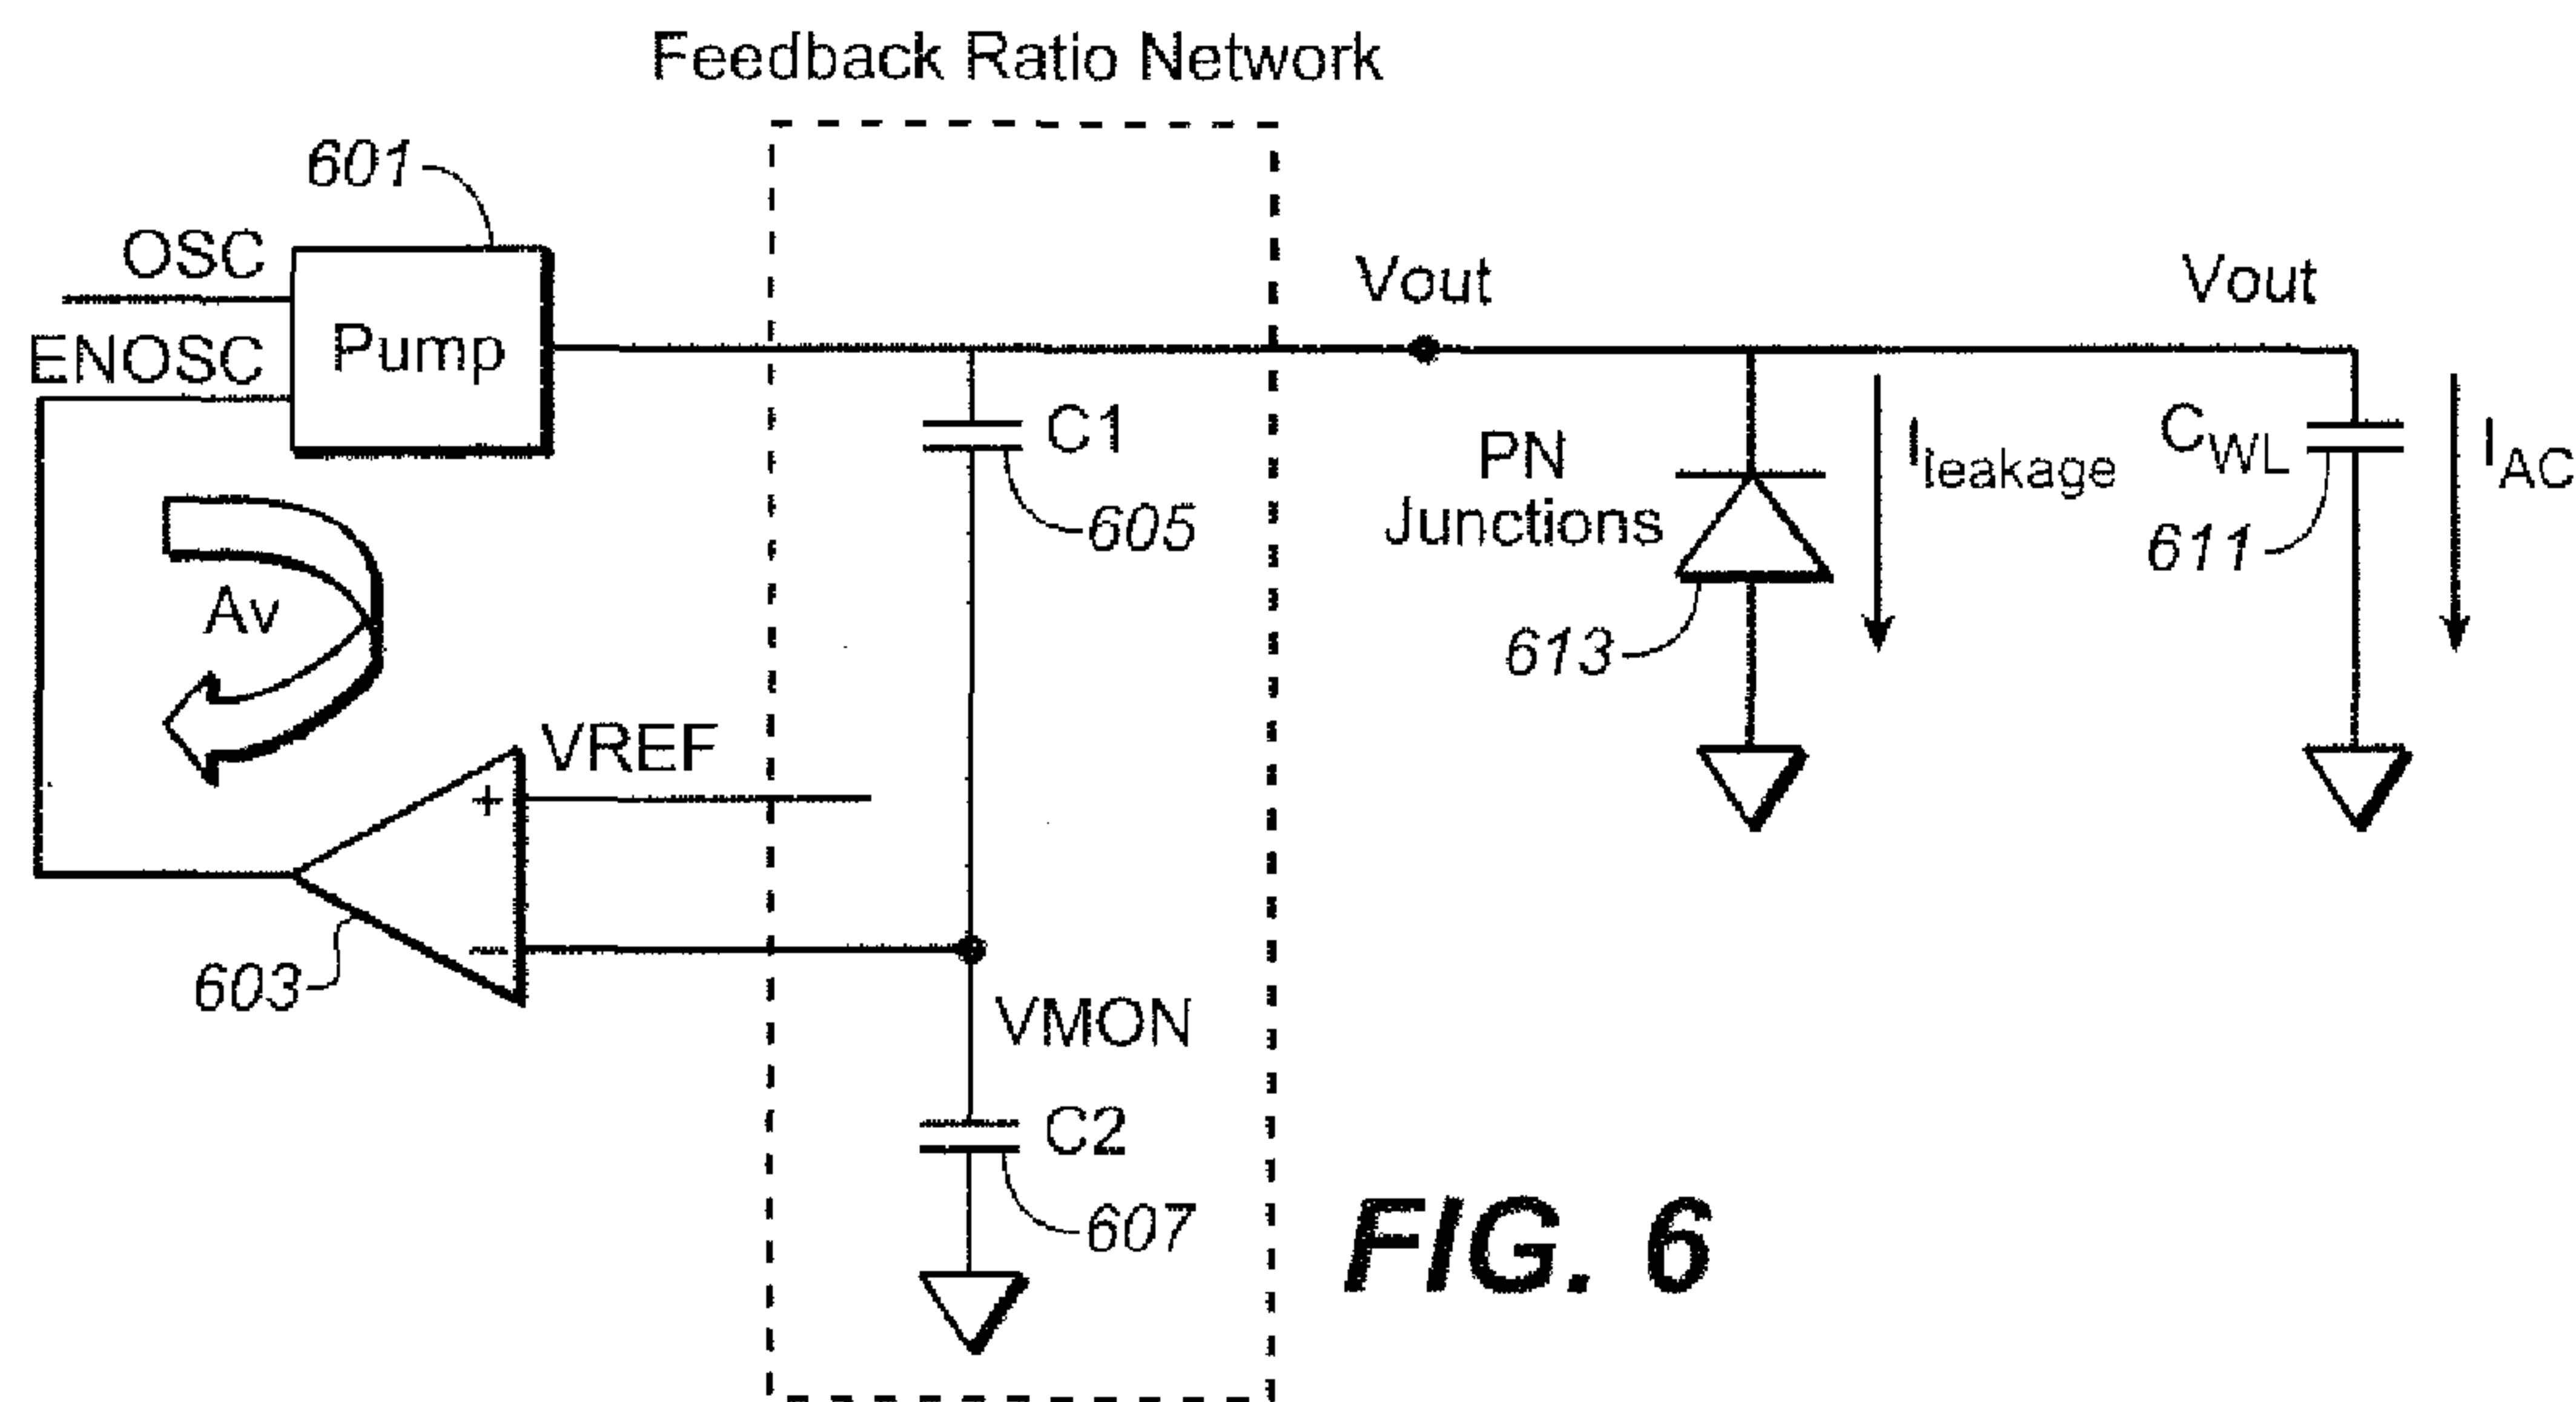 Feedback Ratio Network
601
OSC
ENOSC
Pump
Vout
Vout
C1
605
PN
Junctions
613
Ileakage
CWL
611
IAC
Av
VREF
+
−
603
VMON
C2
607
FIG. 6